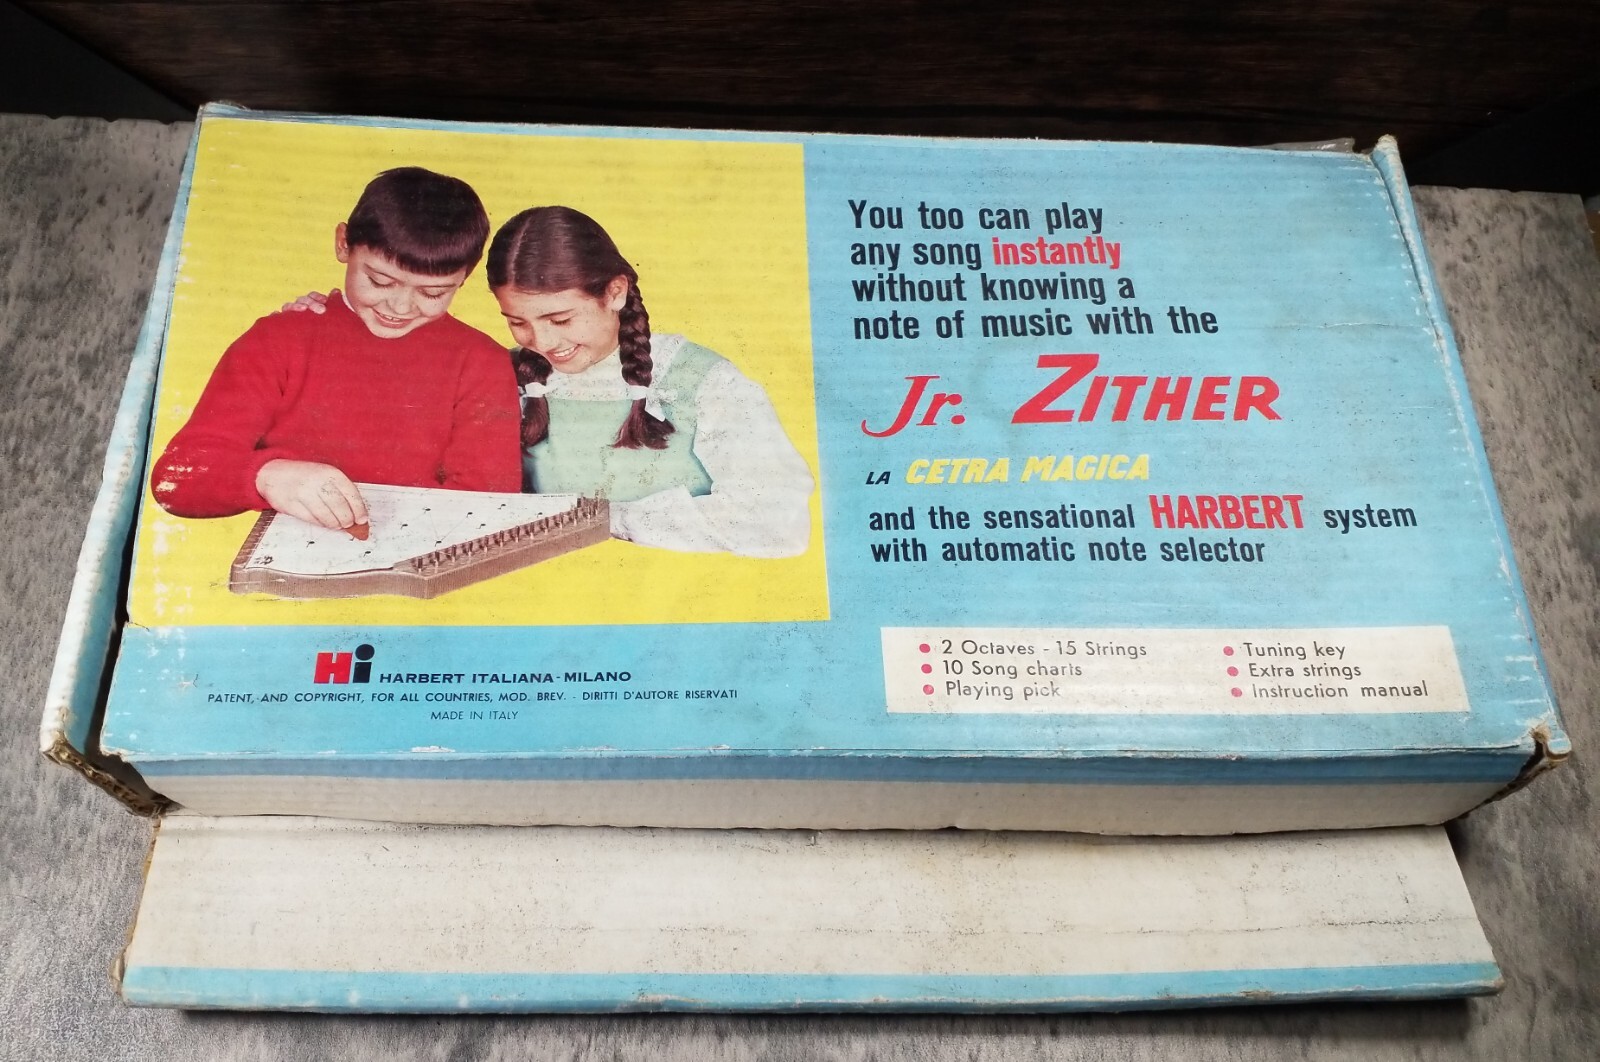 You too can play
any song instantly
without knowing a
note of music with the
Jr. ZITHER
LA CETRA MAGICA
and the sensational HARBERT system
with automatic note selector
Hi HARBERT ITALIANA - MILANO
PATENT, AND COPYRIGHT, FOR ALL COUNTRIES, MOD. BREV. - DIRITTI D'AUTORE RISERVATI
MADE IN ITALY
• 2 Octaves - 15 Strings
• 10 Song charts
• Playing pick
• Tuning key
• Extra strings
• Instruction manual